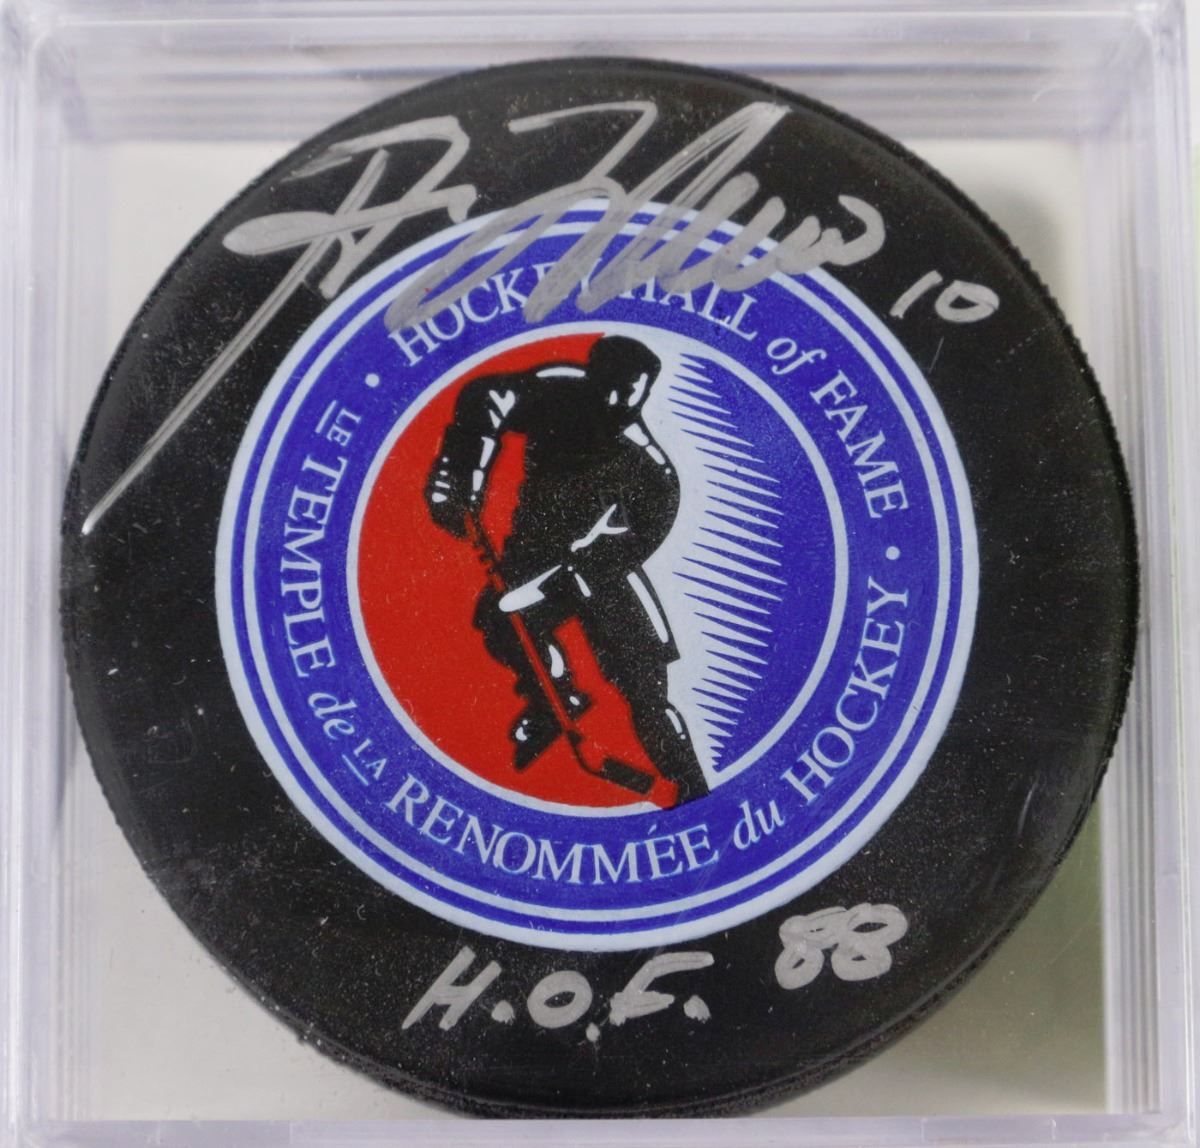 10
HOCKEY HALL of FAME •
LE TEMPLE de LA RENOMMÉE du HOCKEY •
H.O.F. 88